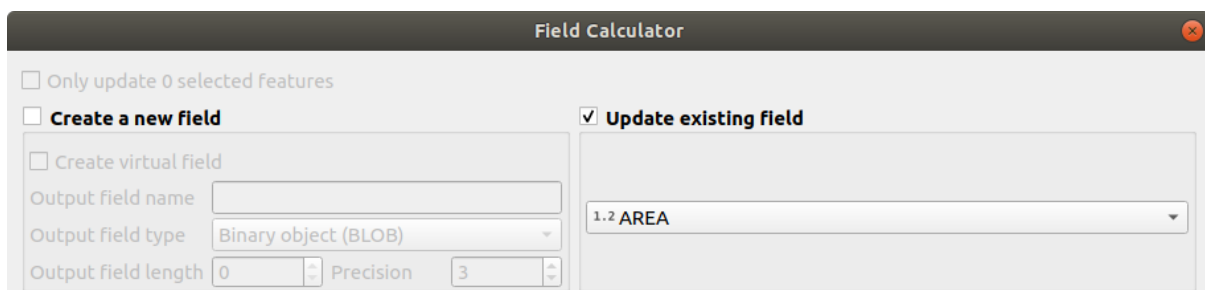 Field Calculator
Only update 0 selected features
Create a new field
Update existing field
Create virtual field
Output field name
1.2 AREA
Output field type Binary object (BLOB)
Output field length 0 Precision 3